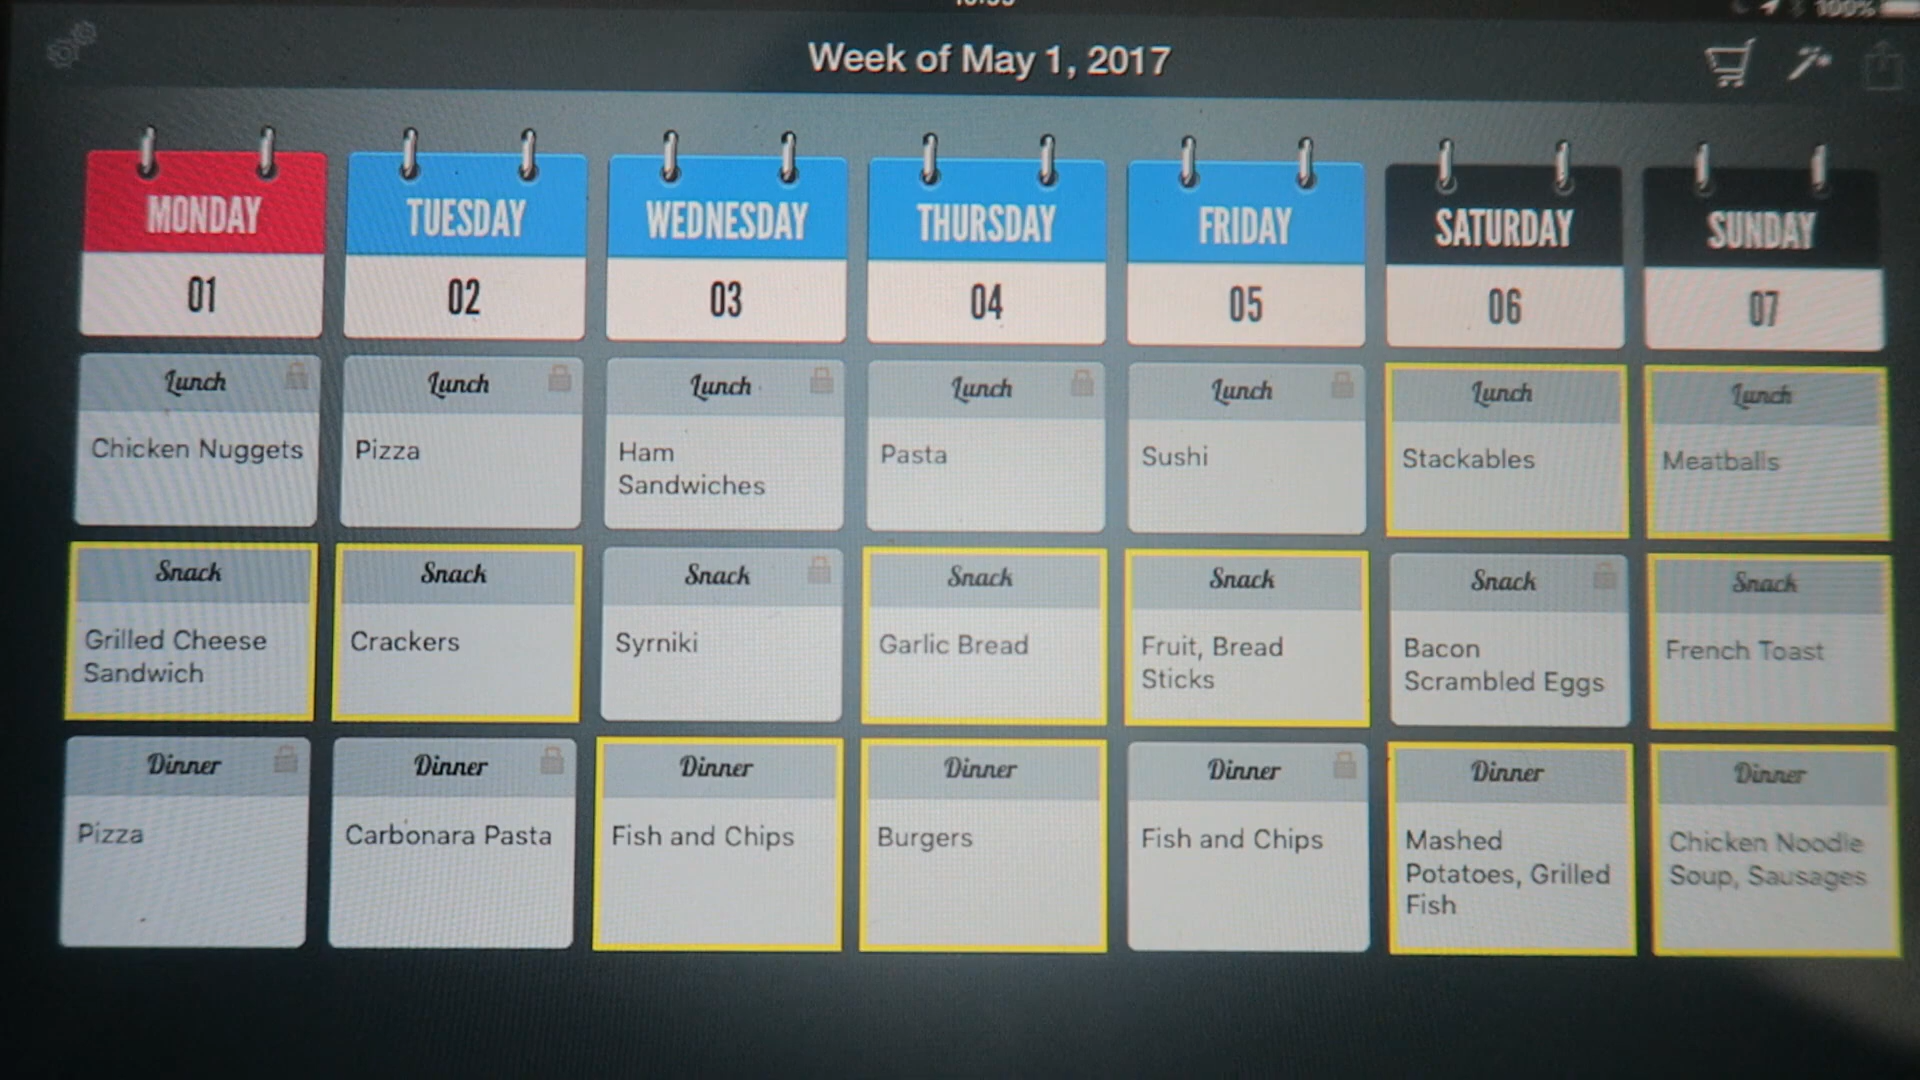 100%
Week of May 1, 2017
MONDAY
TUESDAY
WEDNESDAY
THURSDAY
FRIDAY
SATURDAY
SUNDAY
01
02
03
04
05
06
07
Lunch
Lunch
Lunch
Lunch
Lunch
Lunch
Lunch
Chicken Nuggets
Pizza
Ham
Sandwiches
Pasta
Sushi
Stackables
Meatballs
Snack
Snack
Snack
Snack
Snack
Snack
Snack
Grilled Cheese
Sandwich
Crackers
Syrniki
Garlic Bread
Fruit, Bread
Sticks
Bacon
Scrambled Eggs
French Toast
Dinner
Dinner
Dinner
Dinner
Dinner
Dinner
Dinner
Pizza
Carbonara Pasta
Fish and Chips
Burgers
Fish and Chips
Mashed
Potatoes, Grilled
Fish
Chicken Noodle
Soup, Sausages